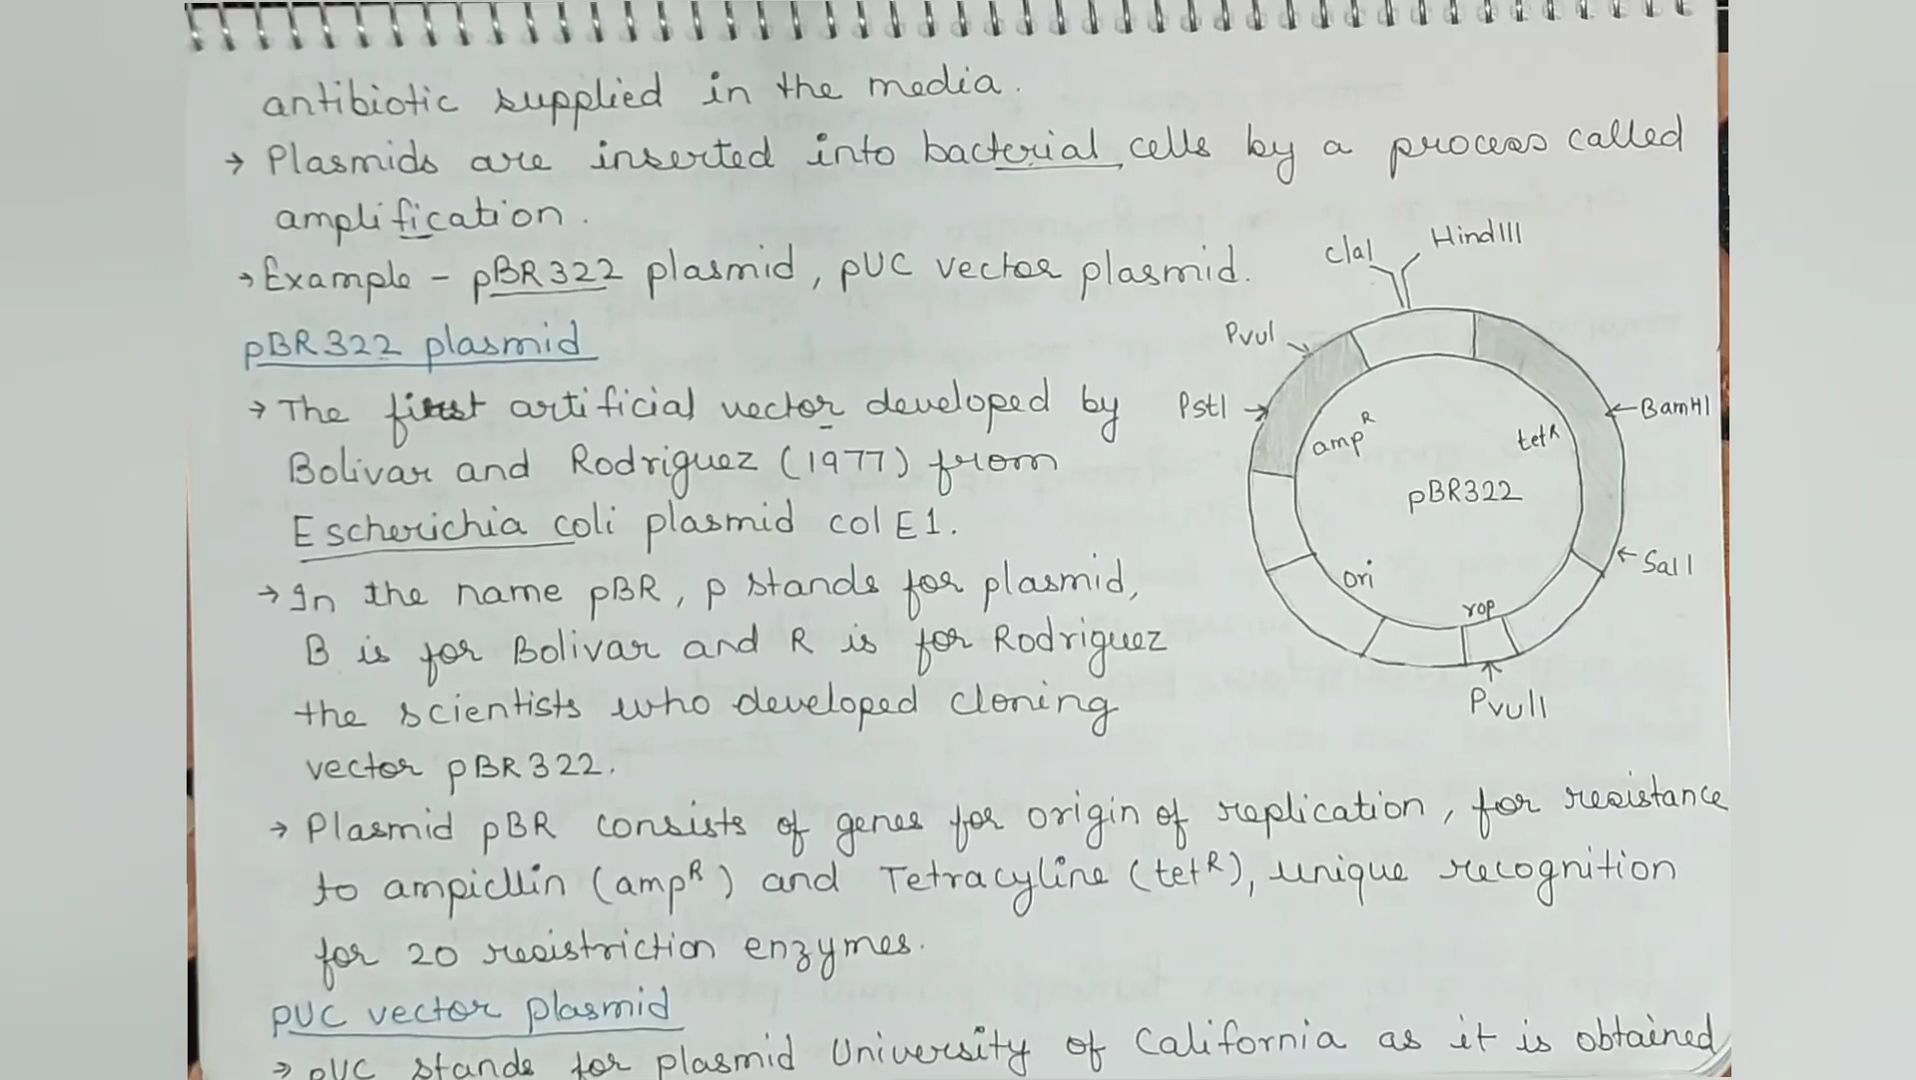 antibiotic supplied in the media.
→ Plasmids are inserted into bacterial cells by a process called
amplification.
→ Example - pBR322 plasmid, pUC vector plasmid.
pBR322 plasmid
→ The first artificial vector developed by
Bolivar and Rodriguez (1977) from
Escherichia coli plasmid col E1.
→ In the name pBR, p stands for plasmid,
B is for Bolivar and R is for Rodriguez
the scientists who developed cloning
vector pBR322.
→ Plasmid pBR consists of genes for origin of replication, for resistance
to ampicllin (ampR) and Tetracyline (tetR), unique recognition
for 20 resistriction enzymes.
pUC vector plasmid
→ pUC stands for plasmid University of California as it is obtained
ClaI
HindIII
PvuI
PstI
BamHI
ampR
tetR
pBR322
SalI
ori
rop
PvuII